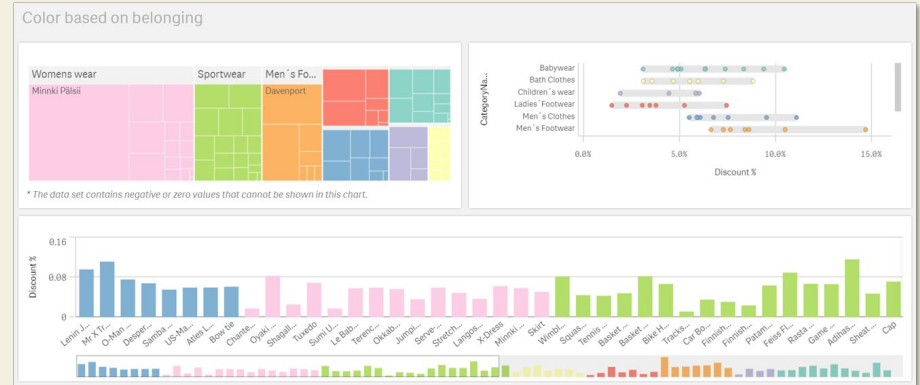 Color based on belonging
Womens wear
Sportwear
Men´s Fo...
Minnki Pälsii
Davenport
* The data set contains negative or zero values that cannot be shown in this chart.
CategoryNa...
Babywear
Bath Clothes
Children´s wear
Ladies´Footwear
Men´s Clothes
Men´s Footwear
0.0%
5.0%
10.0%
15.0%
Discount %
Discount %
0.16
0.08
0
Lenin J...
Mr X Tr...
O-Man ...
Desper...
Samba ...
US-Ma...
Atles L...
Bow tie
Chante...
Oyaki ...
Shagall...
Tuxedo
Sumi U...
Le Bab...
Terenc...
Okkab...
Jumpi...
Serve-...
Stretch...
Langos...
X-Dress
Minnki ...
Skirt
Wimbl...
Squas...
Tennis ...
Basket ...
Basket ...
Bike H...
Tracks...
Car Bo...
Finnish...
Finnish...
Patam...
Feiss Fl...
Rasta ...
Game ...
Adihas...
Sheat ...
Cap